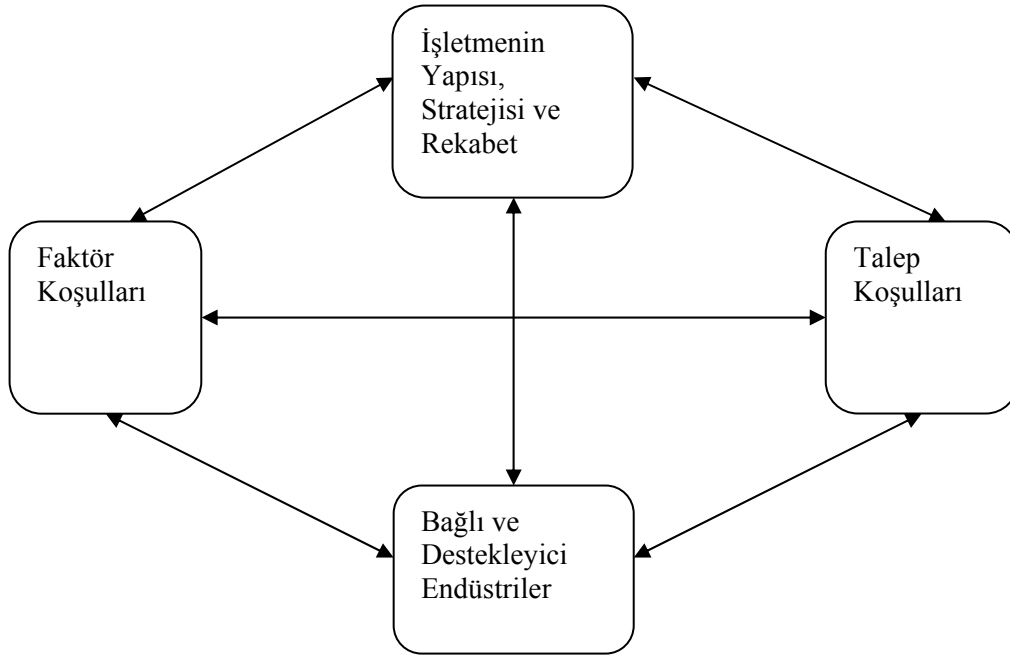 İşletmenin
Yapısı,
Stratejisi ve
Rekabet
Faktör
Koşulları
Talep
Koşulları
Bağlı ve
Destekleyici
Endüstriler